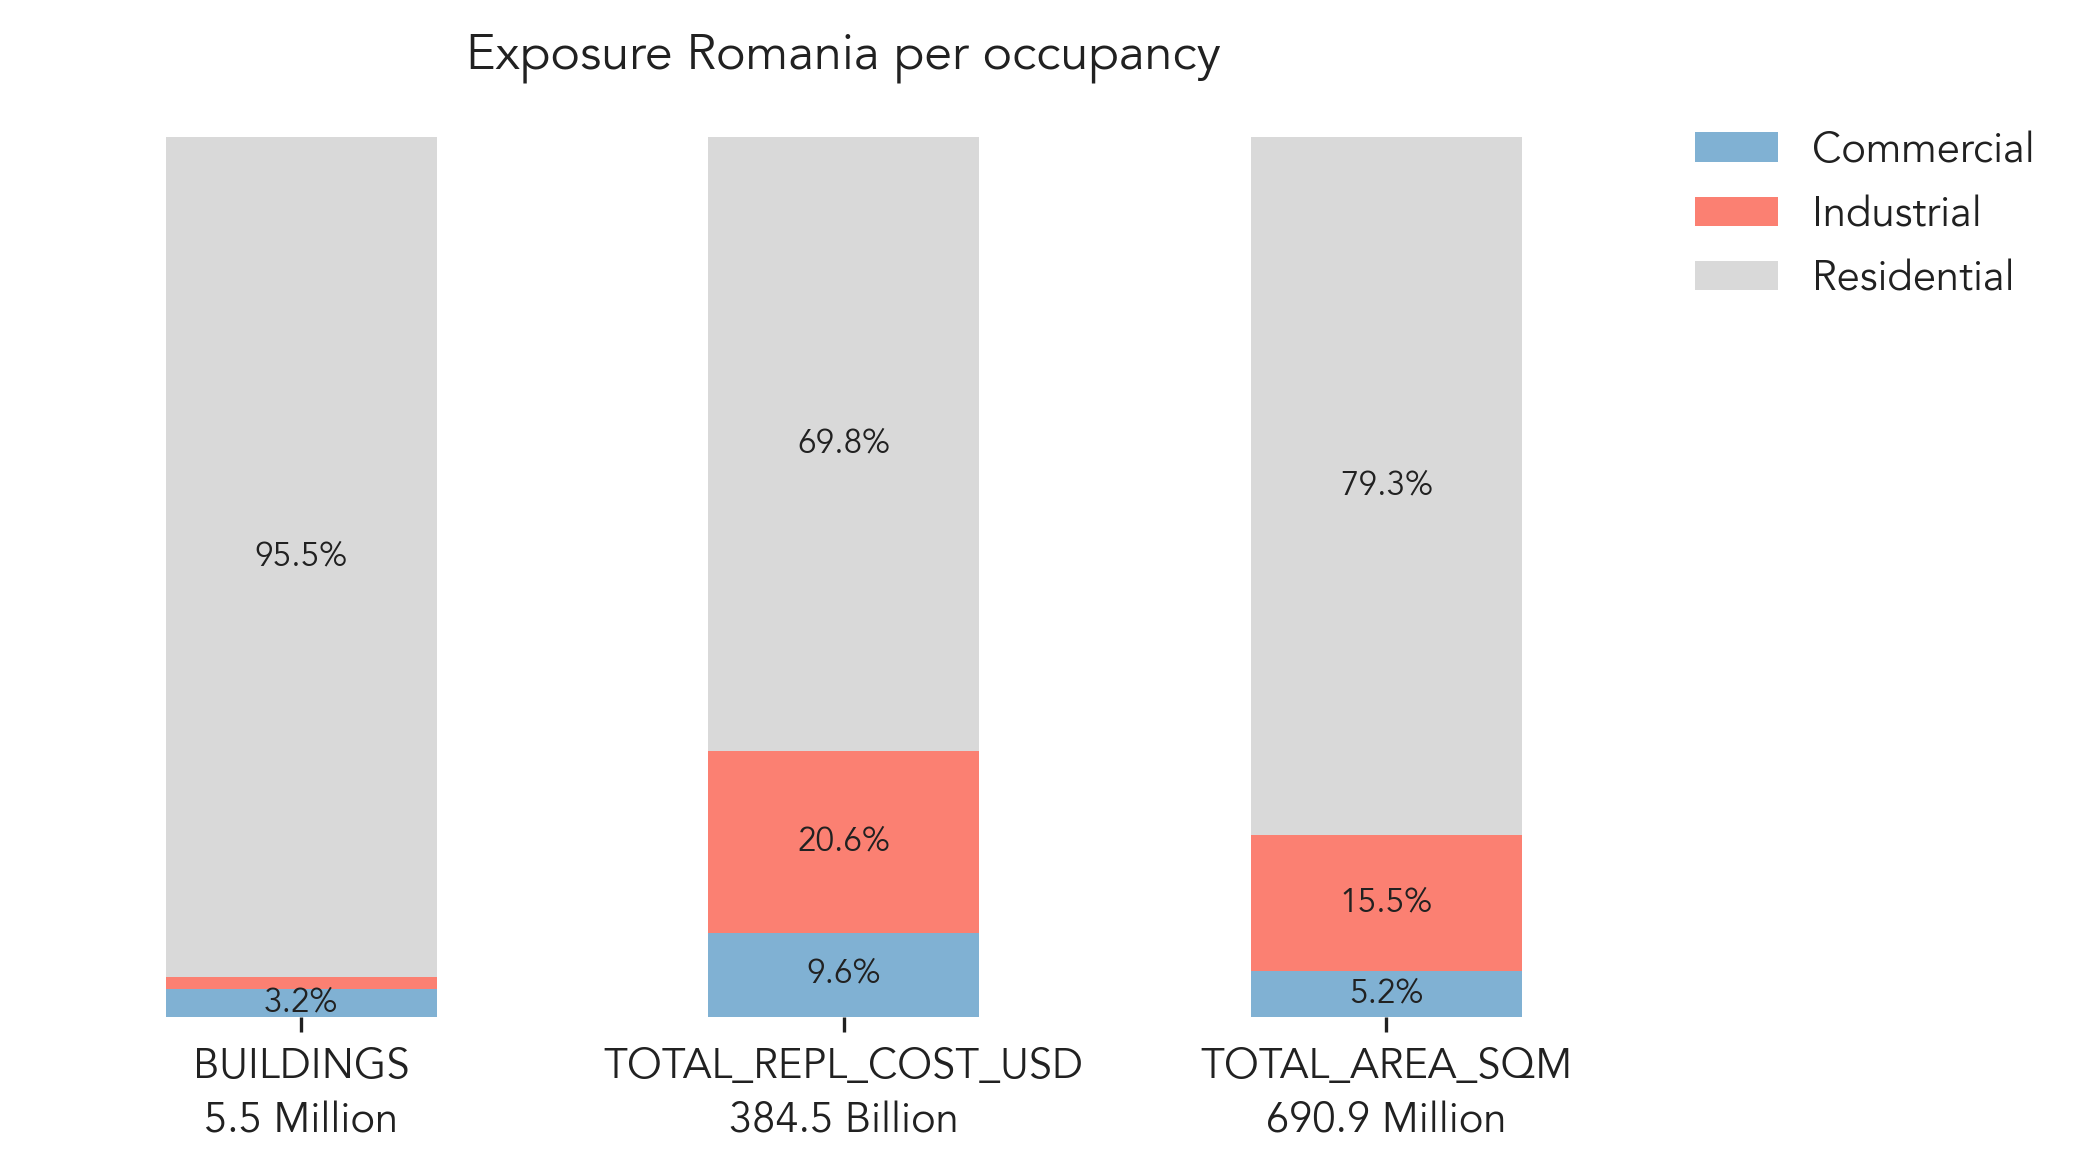 Exposure Romania per occupancy
Commercial
Industrial
Residential
95.5%
3.2%
69.8%
20.6%
9.6%
79.3%
15.5%
5.2%
BUILDINGS
5.5 Million
TOTAL_REPL_COST_USD
384.5 Billion
TOTAL_AREA_SQM
690.9 Million